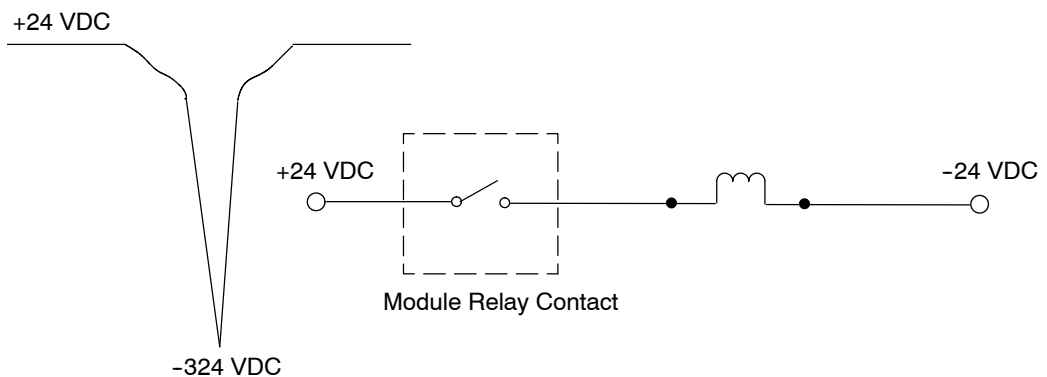 +24 VDC
+24 VDC
-24 VDC
Module Relay Contact
-324 VDC